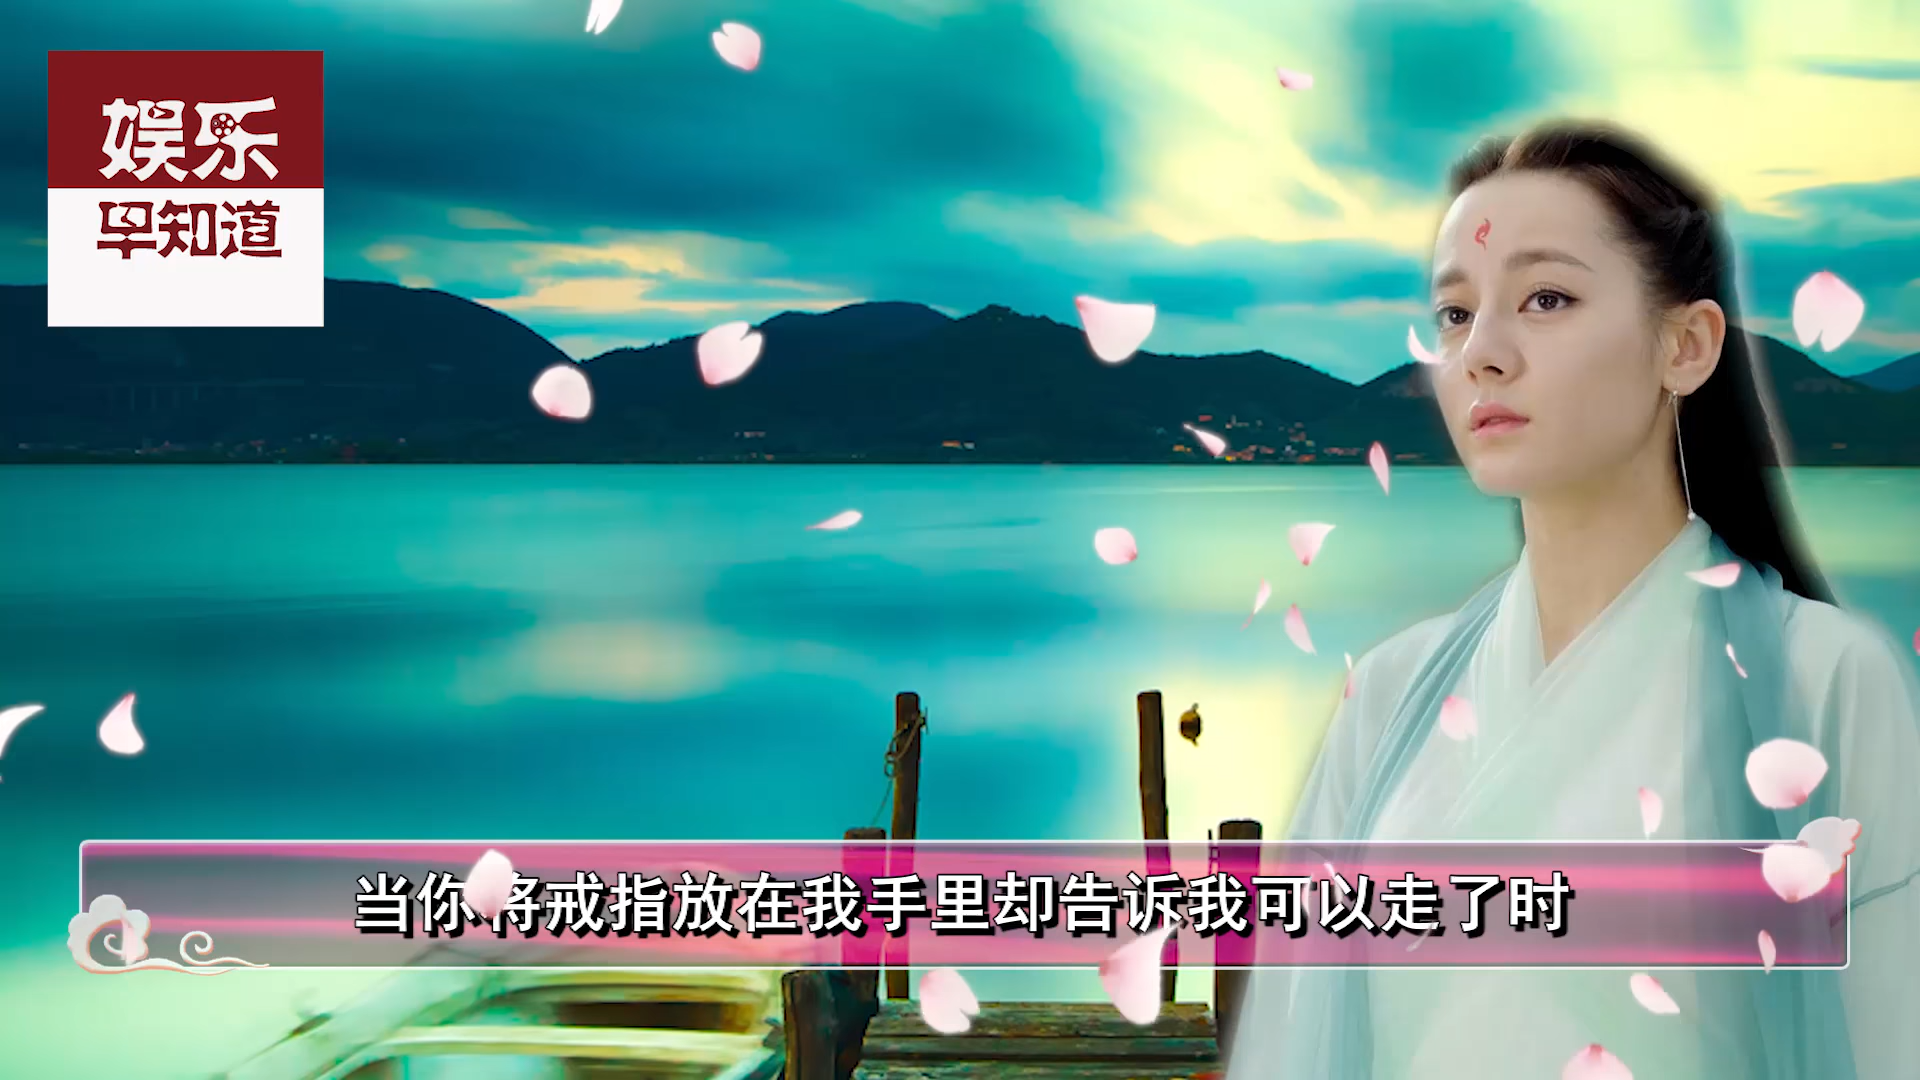 娱乐
早知道
当你将戒指放在我手里却告诉我可以走了时